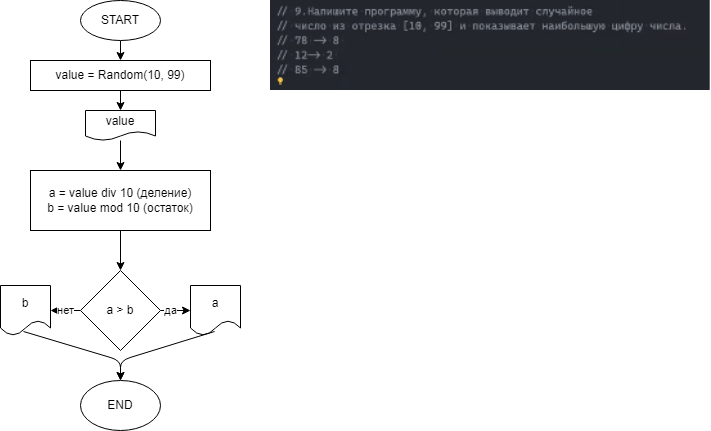 START
value = Random(10, 99)
value
a = value div 10 (деление)
b = value mod 10 (остаток)
a > b
нет
да
b
a
END
// 9.Напишите программу, которая выводит случайное
// число из отрезка [10, 99] и показывает наибольшую цифру числа.
// 78 -> 8
// 12-> 2
// 85 -> 8